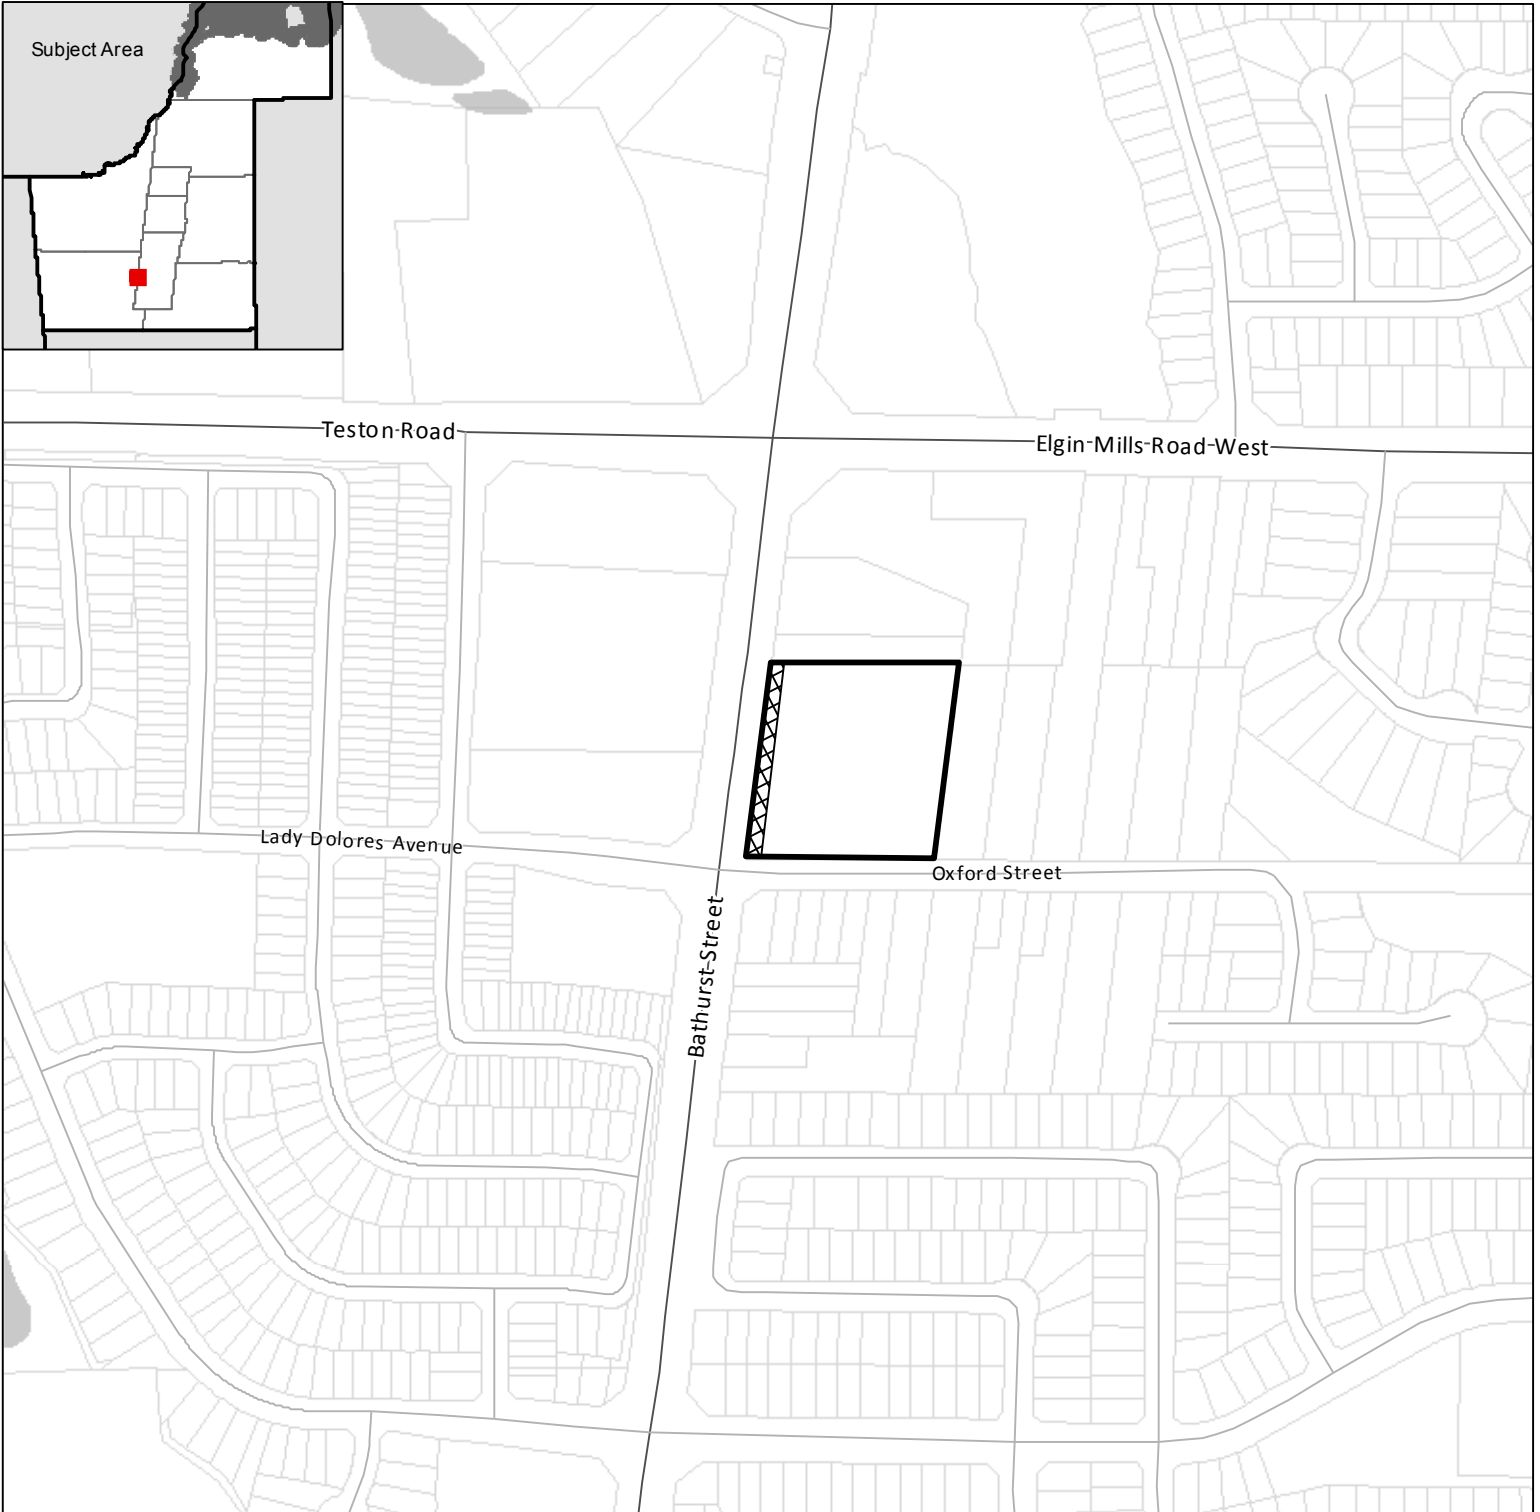 Subject Area
Teston Road
Elgin Mills Road West
Lady Dolores Avenue
Oxford Street
Bathurst Street